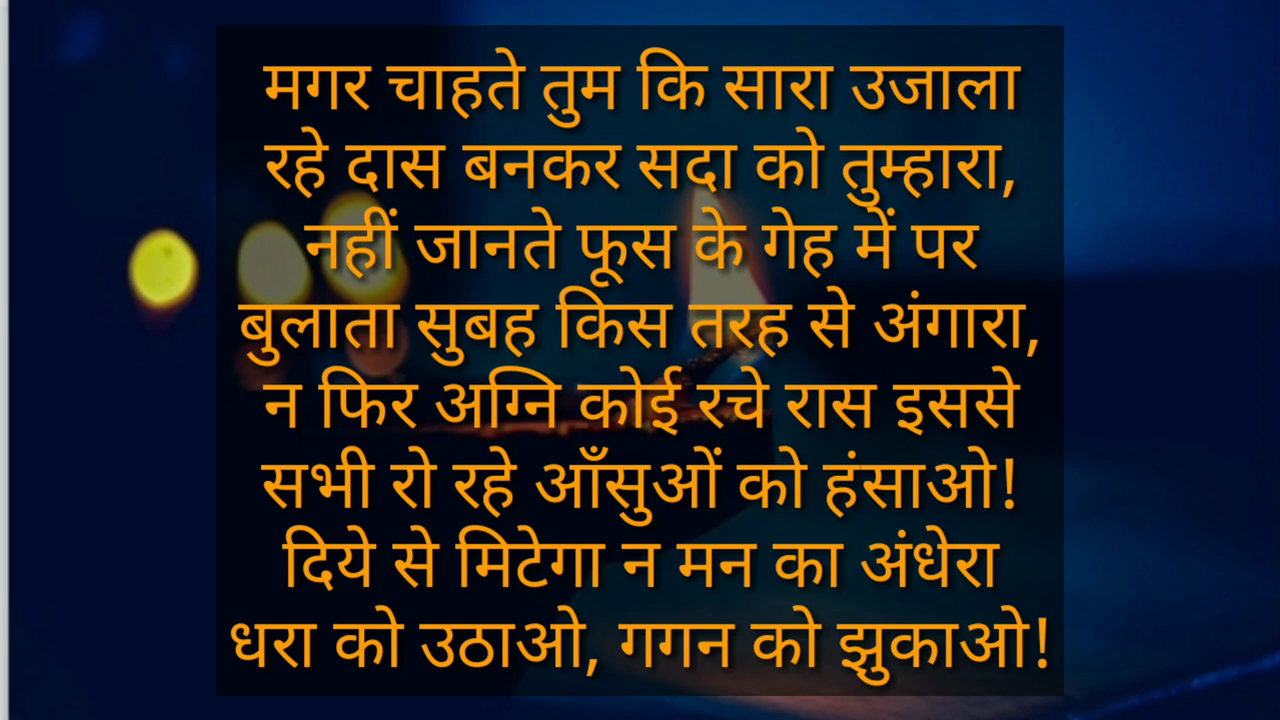 मगर चाहते तुम कि सारा उजाला
रहे दास बनकर सदा को तुम्हारा,
नहीं जानते फूस के गेह में पर
बुलाता सुबह किस तरह से अंगारा,
न फिर अग्नि कोई रचे रास इससे
सभी रो रहे आँसुओं को हंसाओ!
दिये से मिटेगा न मन का अंधेरा
धरा को उठाओ, गगन को झुकाओ!